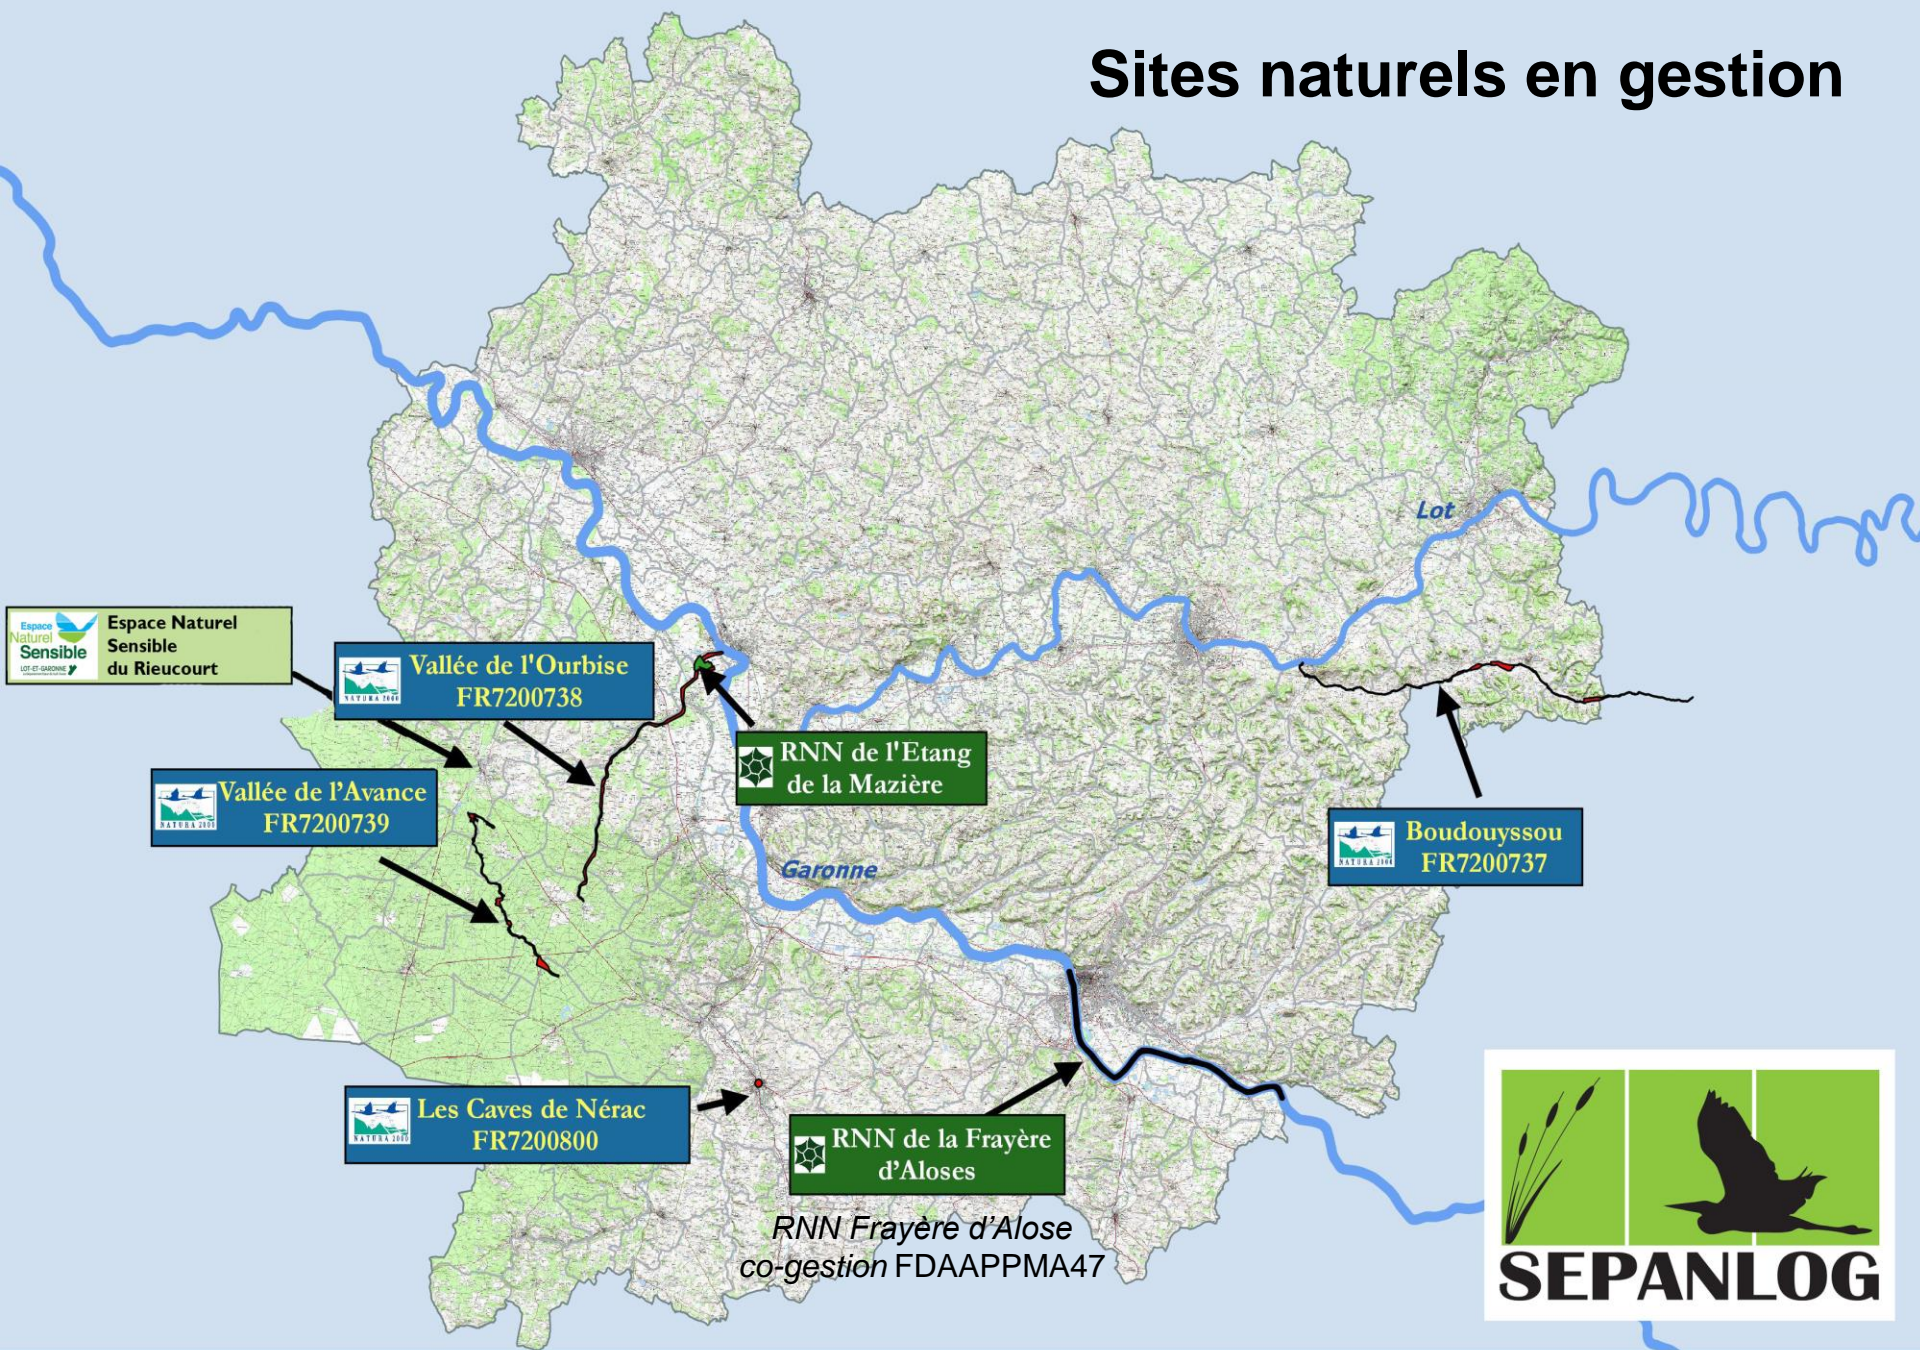 Sites naturels en gestion
Lot
Espace
Naturel
Sensible
LOT-ET-GARONNE
Espace Naturel
Sensible
du Rieucourt
NATURA 2000
Vallée de l'Ourbise
FR7200738
RNN de l'Etang
de la Mazière
NATURA 2000
Vallée de l'Avance
FR7200739
NATURA 2000
Boudouyssou
FR7200737
Garonne
NATURA 2000
Les Caves de Nérac
FR7200800
RNN de la Frayère
d'Aloses
RNN Frayère d'Alose
co-gestion FDAAPPMA47
SEPANLOG